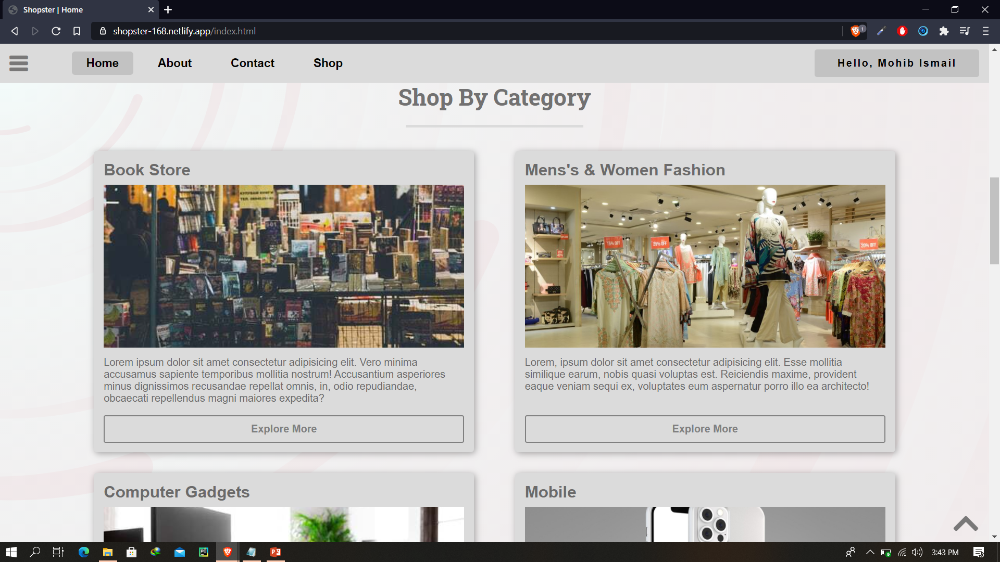 Shopster | Home
shopster-168.netlify.app/index.html
1
Home
About
Contact
Shop
Hello, Mohib Ismail
Shop By Category
Book Store
Mens's & Women Fashion
15% OFF
25% OFF
20% OFF
Lorem ipsum dolor sit amet consectetur adipisicing elit. Vero minima
accusamus sapiente temporibus mollitia nostrum! Accusantium asperiores
minus dignissimos recusandae repellat omnis, in, odio repudiandae,
obcaecati repellendus magni maiores expedita?
Explore More
Lorem, ipsum dolor sit amet consectetur adipisicing elit. Esse mollitia
similique earum, nobis quasi voluptas est. Reiciendis maxime, provident
eaque veniam sequi ex, voluptates eum aspernatur porro illo ea architecto!
Explore More
Computer Gadgets
Mobile
3:43 PM